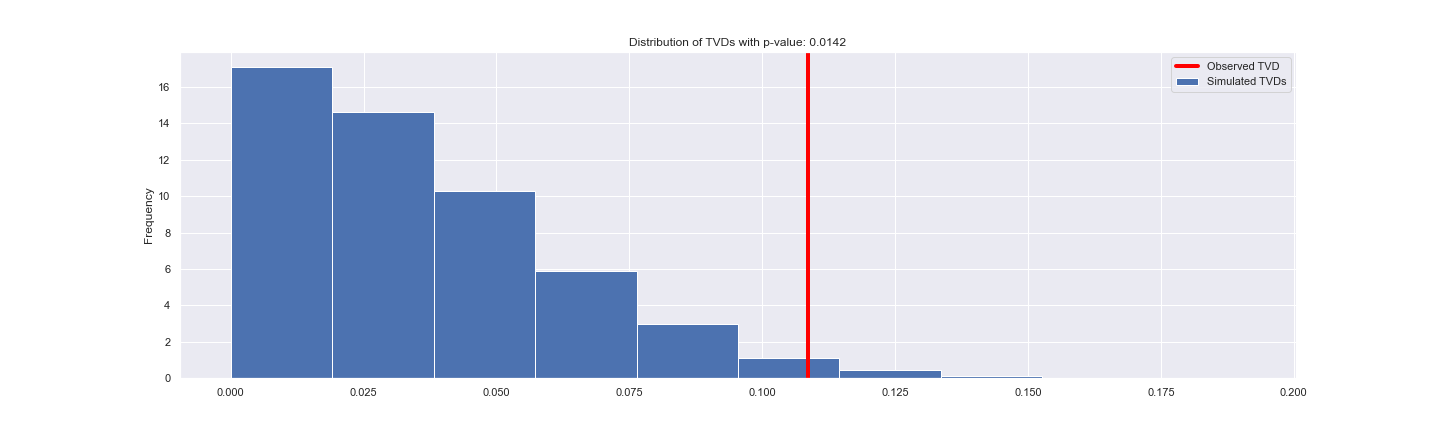 Distribution of TVDs with p-value: 0.0142
Observed TVD
Simulated TVDs
Frequency
16
14
12
10
8
6
4
2
0
0.000 0.025 0.050 0.075 0.100 0.125 0.150 0.175 0.200